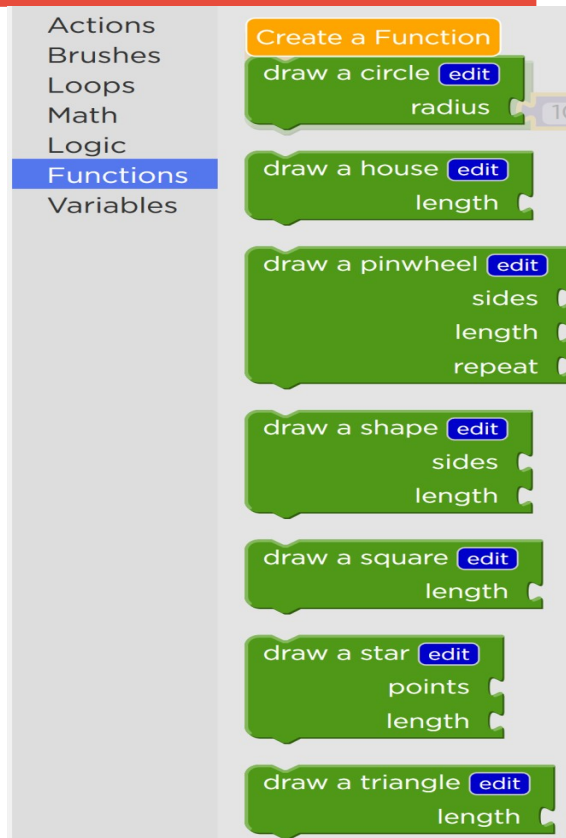 Actions
Brushes
Loops
Math
Logic
Functions
Variables
Create a Function
draw a circle edit
radius
draw a house edit
length
draw a pinwheel edit
sides
length
repeat
draw a shape edit
sides
length
draw a square edit
length
draw a star edit
points
length
draw a triangle edit
length